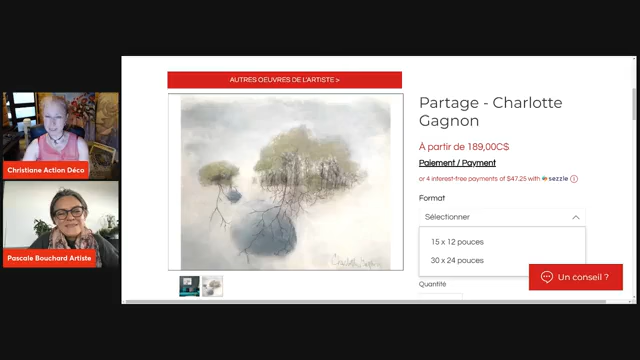 AUTRES OEUVRES DE L'ARTISTE >
Partage - Charlotte
Gagnon
À partir de 189,00C$
Paiement / Payment
or 4 interest-free payments of $47.25 with sezzle
Format
Sélectionner
15 x 12 pouces
30 x 24 pouces
Quantité
Un conseil ?
Christiane Action Déco
Pascale Bouchard Artiste